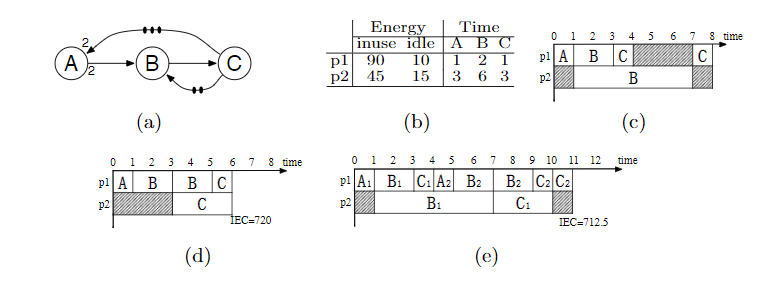 2
A
2
B
C
(a)
Energy Time
inuse idle A B C
p1 90 10 1 2 1
p2 45 15 3 6 3
(b)
0 1 2 3 4 5 6 7 8 time
p1 A B C C
p2 B
(c)
0 1 2 3 4 5 6 7 8 time
p1 A B B C
p2 C
IEC=720
(d)
0 1 2 3 4 5 6 7 8 9 10 11 12 time
p1 A1 B1 C1 A2 B2 B2 C2 C2
p2 B1 C1
IEC=712.5
(e)